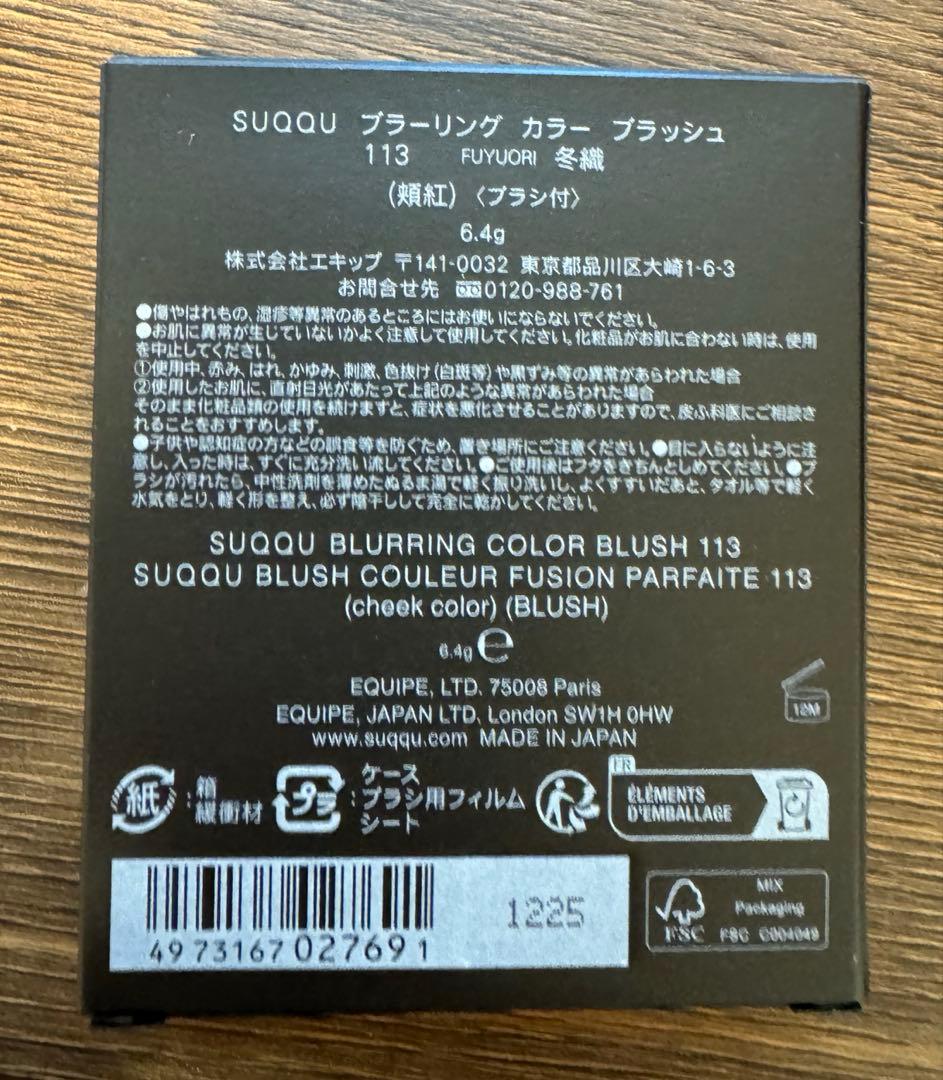 SUQQU ブラーリング カラー ブラッシュ
113 FUYUORI 冬織
(頬紅)〈ブラシ付〉
6.4g
株式会社エキップ 〒141-0032 東京都品川区大崎1-6-3
お問合せ先 0120-988-761
●傷やはれもの、湿疹等異常のあるところにはお使いにならないでください。
●お肌に異常が生じていないかよく注意して使用してください。化粧品がお肌に合わない時は、使用
を中止してください。
①使用中、赤み、はれ、かゆみ、刺激、色抜け(白斑等)や黒ずみ等の異常があらわれた場合
②使用したお肌に、直射日光があたって上記のような異常があらわれた場合
そのまま化粧品類の使用を続けますと、症状を悪化させることがありますので、皮ふ科医にご相談さ
れることをおすすめします。
●子供や認知症の方などの誤食等を防ぐため、置き場所にご注意ください。●目に入らないように注
意し、入った時は、すぐに充分洗い流してください。●ご使用後はフタをきちんとしめてください。●ブ
ラシが汚れたら、中性洗剤を薄めたぬるま湯で軽く振り洗いし、よくすすいだあと、タオル等で軽く
水気をとり、軽く形を整え、必ず陰干しして完全に乾かしてください。
SUQQU BLURRING COLOR BLUSH 113
SUQQU BLUSH COULEUR FUSION PARFAITE 113
(cheek color) (BLUSH)
6.4g ℮
EQUIPE, LTD. 75008 Paris
EQUIPE, JAPAN LTD, London SW1H 0HW
www.suqqu.com MADE IN JAPAN
12M
紙:箱
緩衝材
プラ:ケース
ブラシ用フィルム
シート
FR
ÉLÉMENTS
D'EMBALLAGE
4973167027691
1225
FSC
MIX
Packaging
FSC C004049